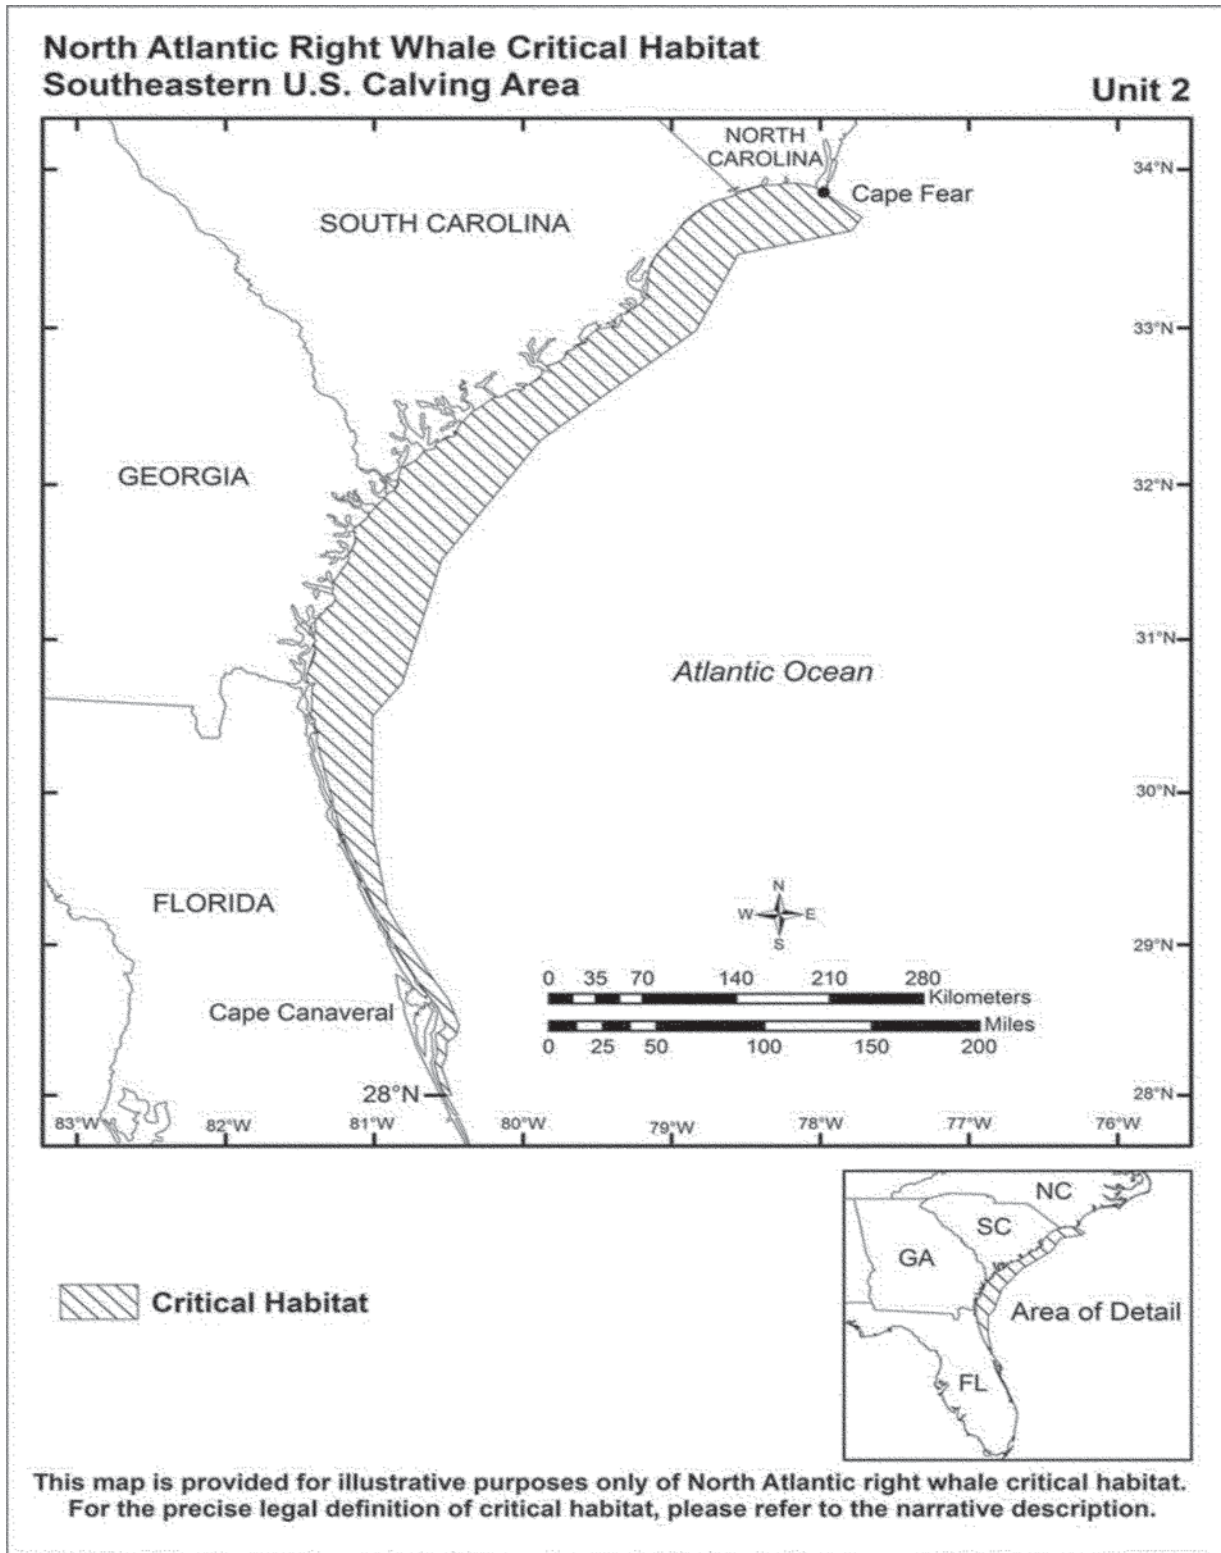 North Atlantic Right Whale Critical Habitat
Southeastern U.S. Calving Area
Unit 2
NORTH
CAROLINA
34°N
Cape Fear
SOUTH CAROLINA
33°N
GEORGIA
32°N
31°N
Atlantic Ocean
30°N
FLORIDA
N
W E
S
29°N
0 35 70 140 210 280
Kilometers
Cape Canaveral
Miles
0 25 50 100 150 200
28°N
28°N
83°W 82°W 81°W 80°W 79°W 78°W 77°W 76°W
NC
SC
GA
Area of Detail
FL
Critical Habitat
This map is provided for illustrative purposes only of North Atlantic right whale critical habitat.
For the precise legal definition of critical habitat, please refer to the narrative description.